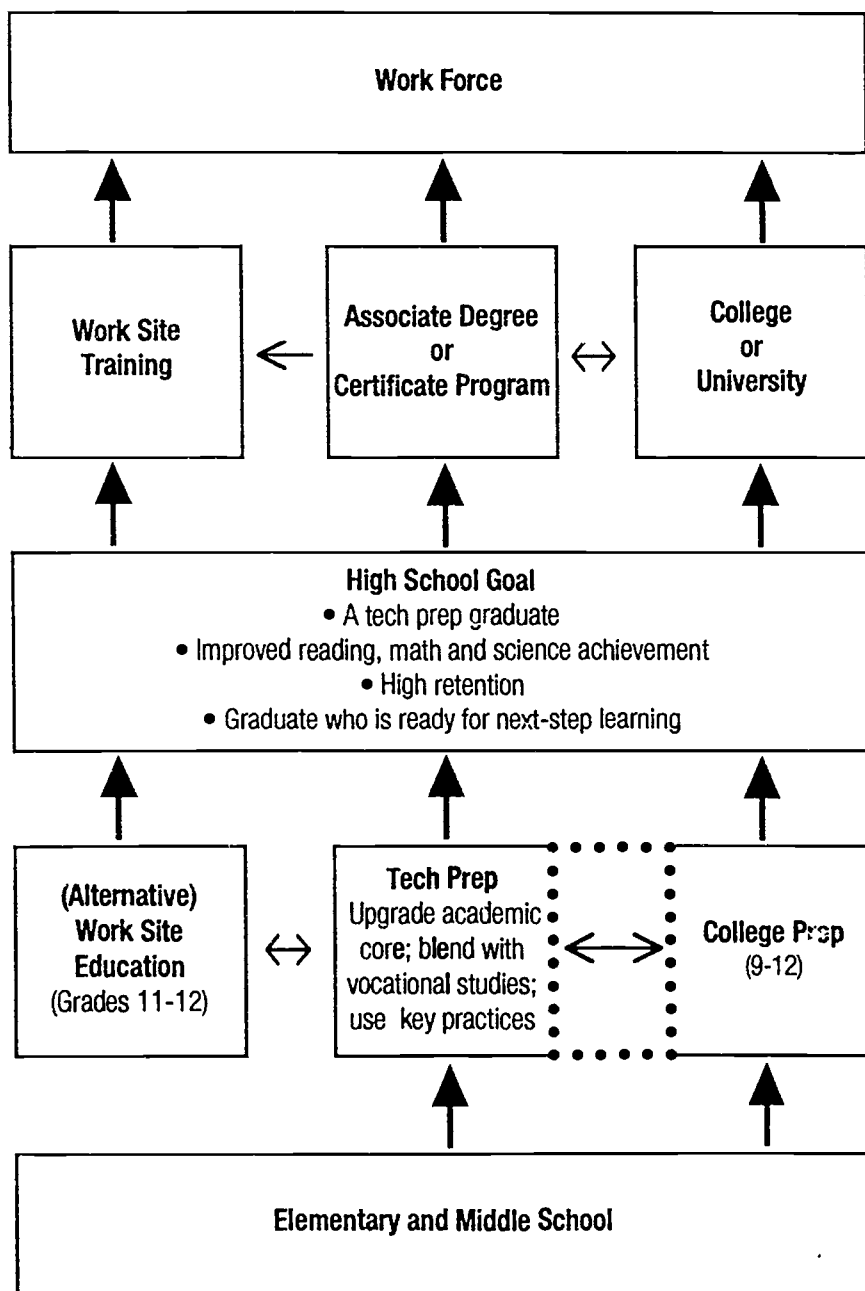 Work Force
Work Site
Training
Associate Degree
or
Certificate Program
College
or
University
High School Goal
• A tech prep graduate
• Improved reading, math and science achievement
• High retention
• Graduate who is ready for next-step learning
(Alternative)
Work Site
Education
(Grades 11-12)
Tech Prep
Upgrade academic
core; blend with
vocational studies;
use key practices
College Prep
(9-12)
Elementary and Middle School